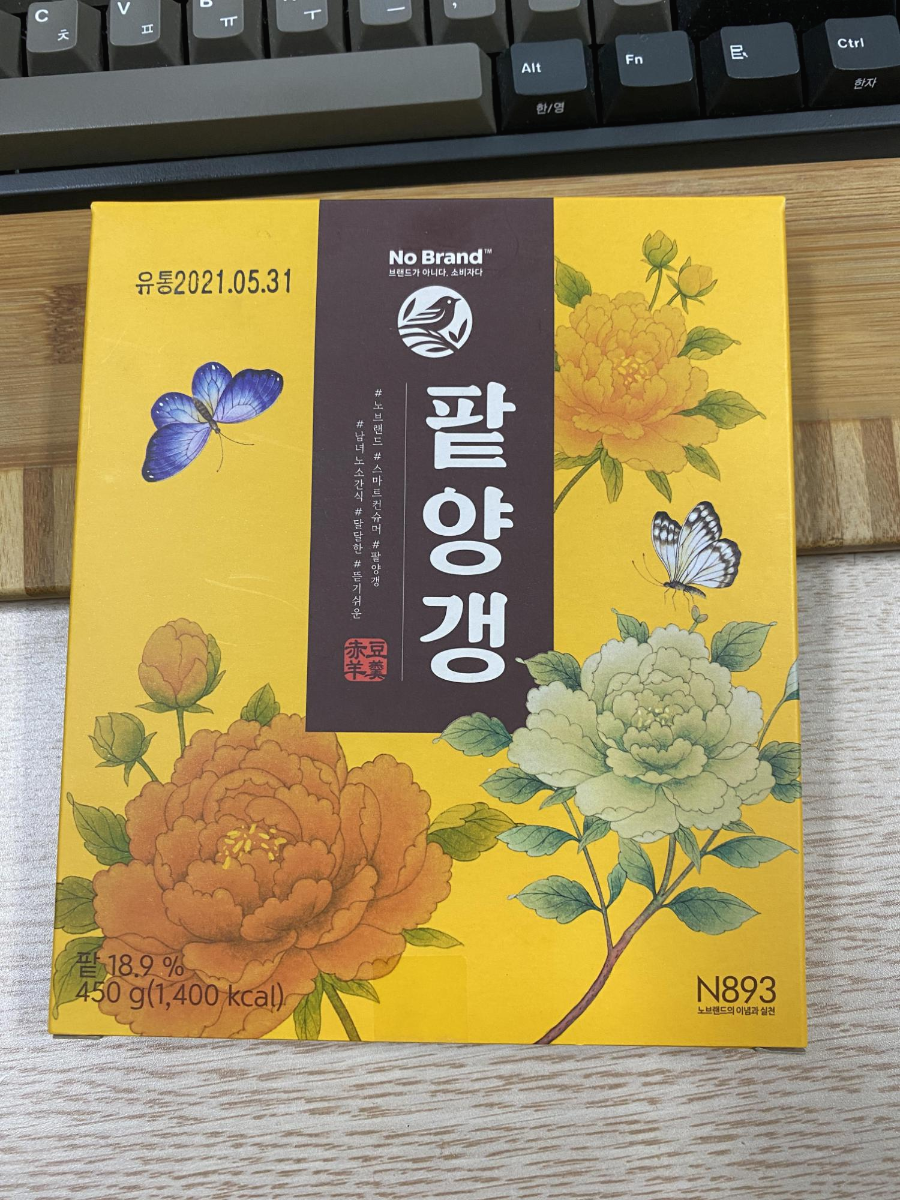 C
ㅊ
V
ㅍ
B
ㅠ
ㅜ
ㅡ
Alt
한/영
Fn
Ctrl
한자
유통2021.05.31
No Brand™
브랜드가 아니다. 소비자다
팥양갱
#노브랜드 #스마트컨슈머 #팥양갱
#남녀노소간식 #달달한 #뜯기쉬운
赤豆
羊羹
팥 18.9 %
450 g(1,400 kcal)
N893
노브랜드의 이념과 실천